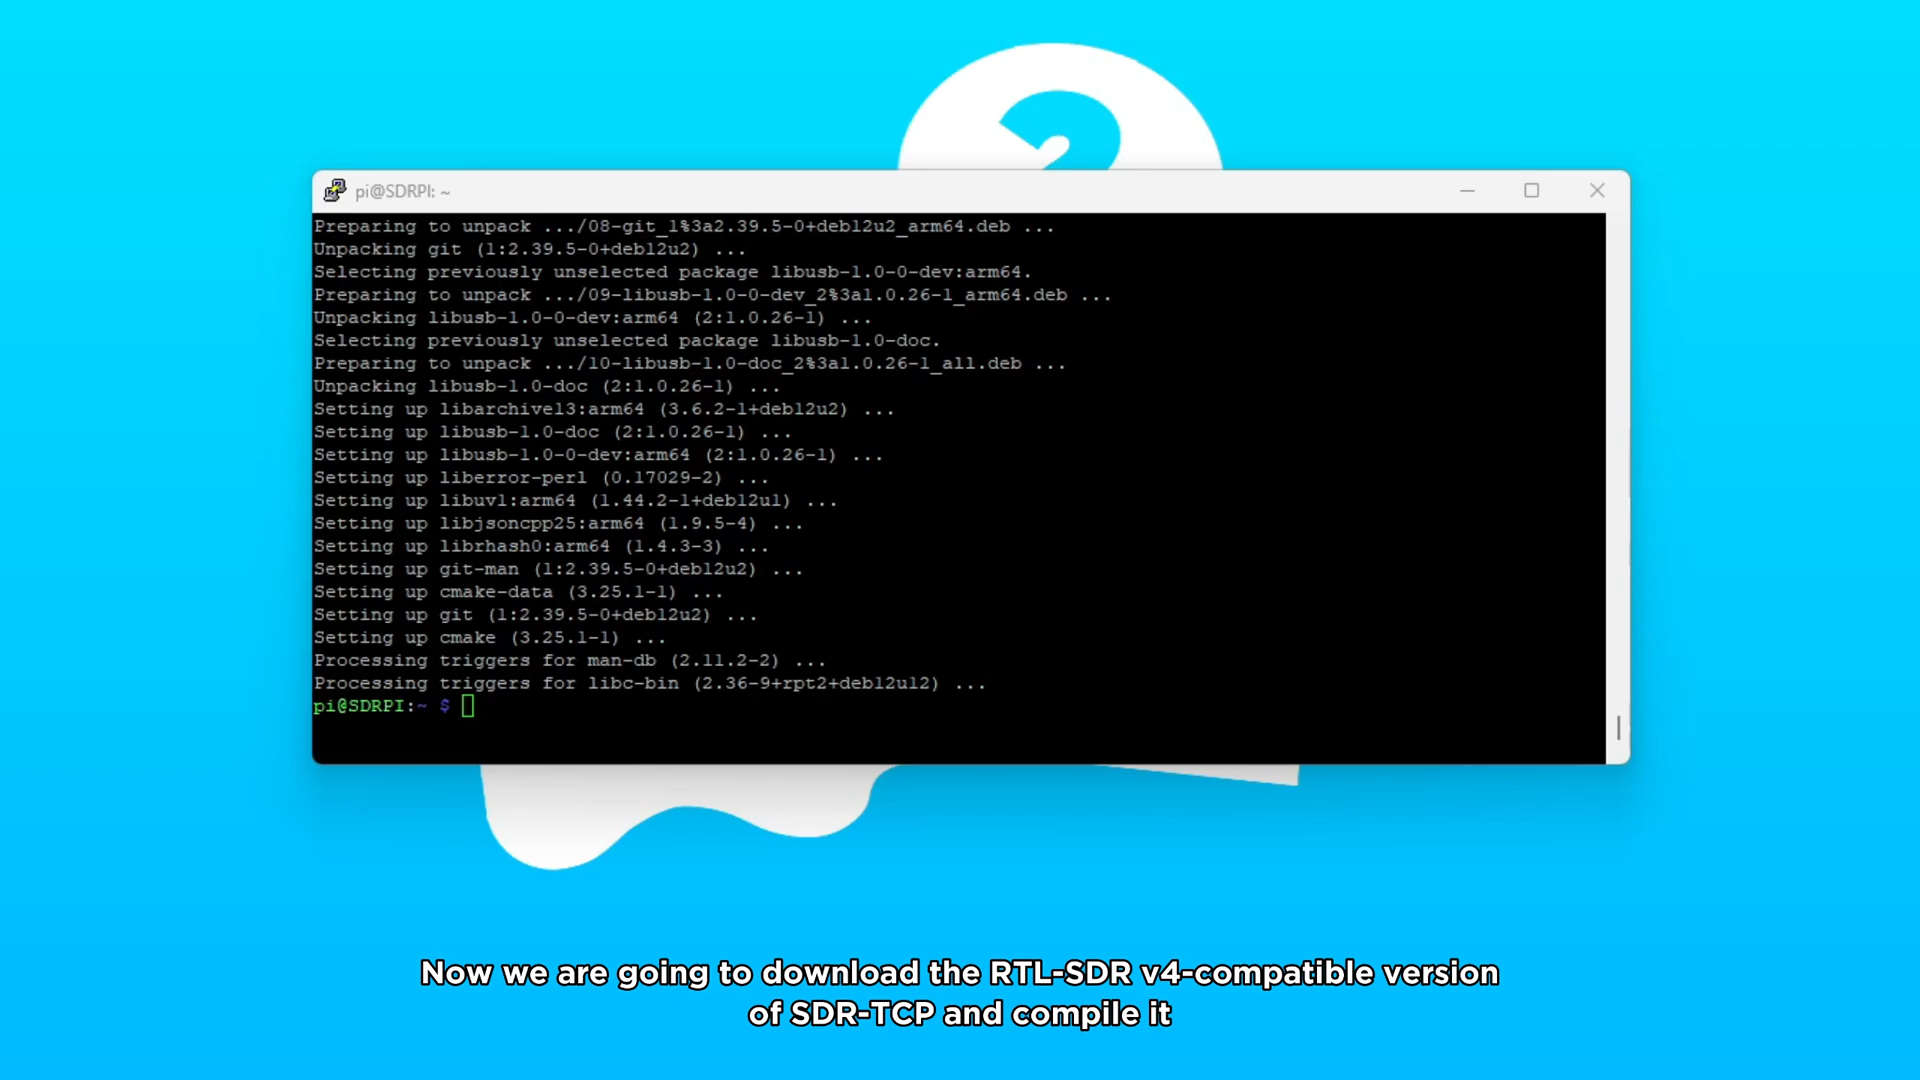 pi@SDRPI: ~
Preparing to unpack .../08-git_1%3a2.39.5-0+deb12u2_arm64.deb ...
Unpacking git (1:2.39.5-0+deb12u2) ...
Selecting previously unselected package libusb-1.0-0-dev:arm64.
Preparing to unpack .../09-libusb-1.0-0-dev_2%3a1.0.26-1_arm64.deb ...
Unpacking libusb-1.0-0-dev:arm64 (2:1.0.26-1) ...
Selecting previously unselected package libusb-1.0-doc.
Preparing to unpack .../10-libusb-1.0-doc_2%3a1.0.26-1_all.deb ...
Unpacking libusb-1.0-doc (2:1.0.26-1) ...
Setting up libarchive13:arm64 (3.6.2-1+deb12u2) ...
Setting up libusb-1.0-doc (2:1.0.26-1) ...
Setting up libusb-1.0-0-dev:arm64 (2:1.0.26-1) ...
Setting up liberror-perl (0.17029-2) ...
Setting up libuv1:arm64 (1.44.2-1+deb12u1) ...
Setting up libjsoncpp25:arm64 (1.9.5-4) ...
Setting up librhash0:arm64 (1.4.3-3) ...
Setting up git-man (1:2.39.5-0+deb12u2) ...
Setting up cmake-data (3.25.1-1) ...
Setting up git (1:2.39.5-0+deb12u2) ...
Setting up cmake (3.25.1-1) ...
Processing triggers for man-db (2.11.2-2) ...
Processing triggers for libc-bin (2.36-9+rpt2+deb12u12) ...
pi@SDRPI:~ $
Now we are going to download the RTL-SDR v4-compatible version
of SDR-TCP and compile it